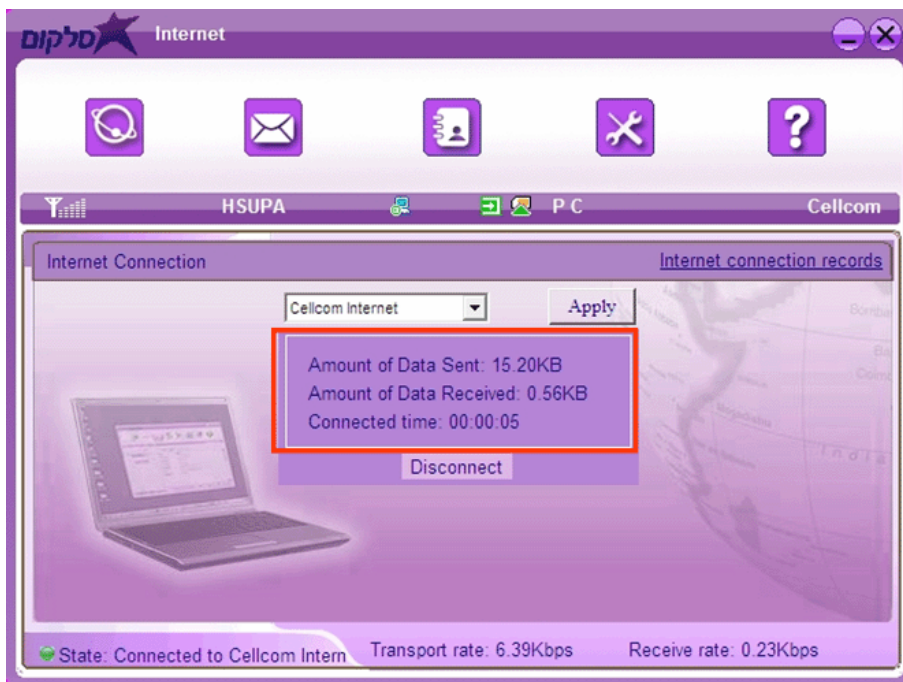 סלקום Internet
?
HSUPA PC Cellcom
Internet Connection Internet connection records
Cellcom Internet Apply
Amount of Data Sent: 15.20KB
Amount of Data Received: 0.56KB
Connected time: 00:00:05
Disconnect
India
State: Connected to Cellcom Intern Transport rate: 6.39Kbps Receive rate: 0.23Kbps